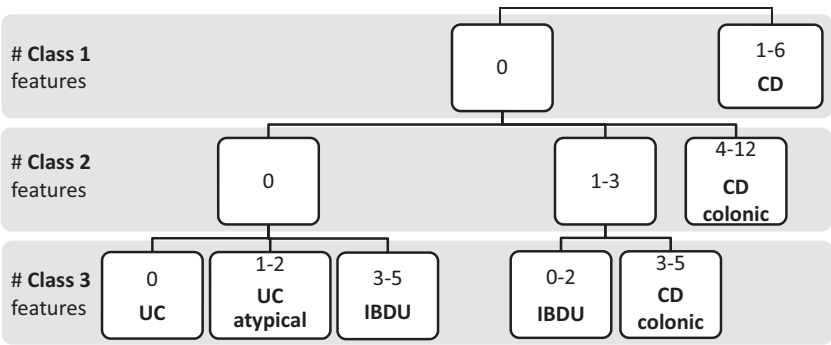 # Class 1
features
0
1-6
CD
# Class 2
features
0
1-3
4-12
CD
colonic
# Class 3
features
0
UC
1-2
UC
atypical
3-5
IBDU
0-2
IBDU
3-5
CD
colonic